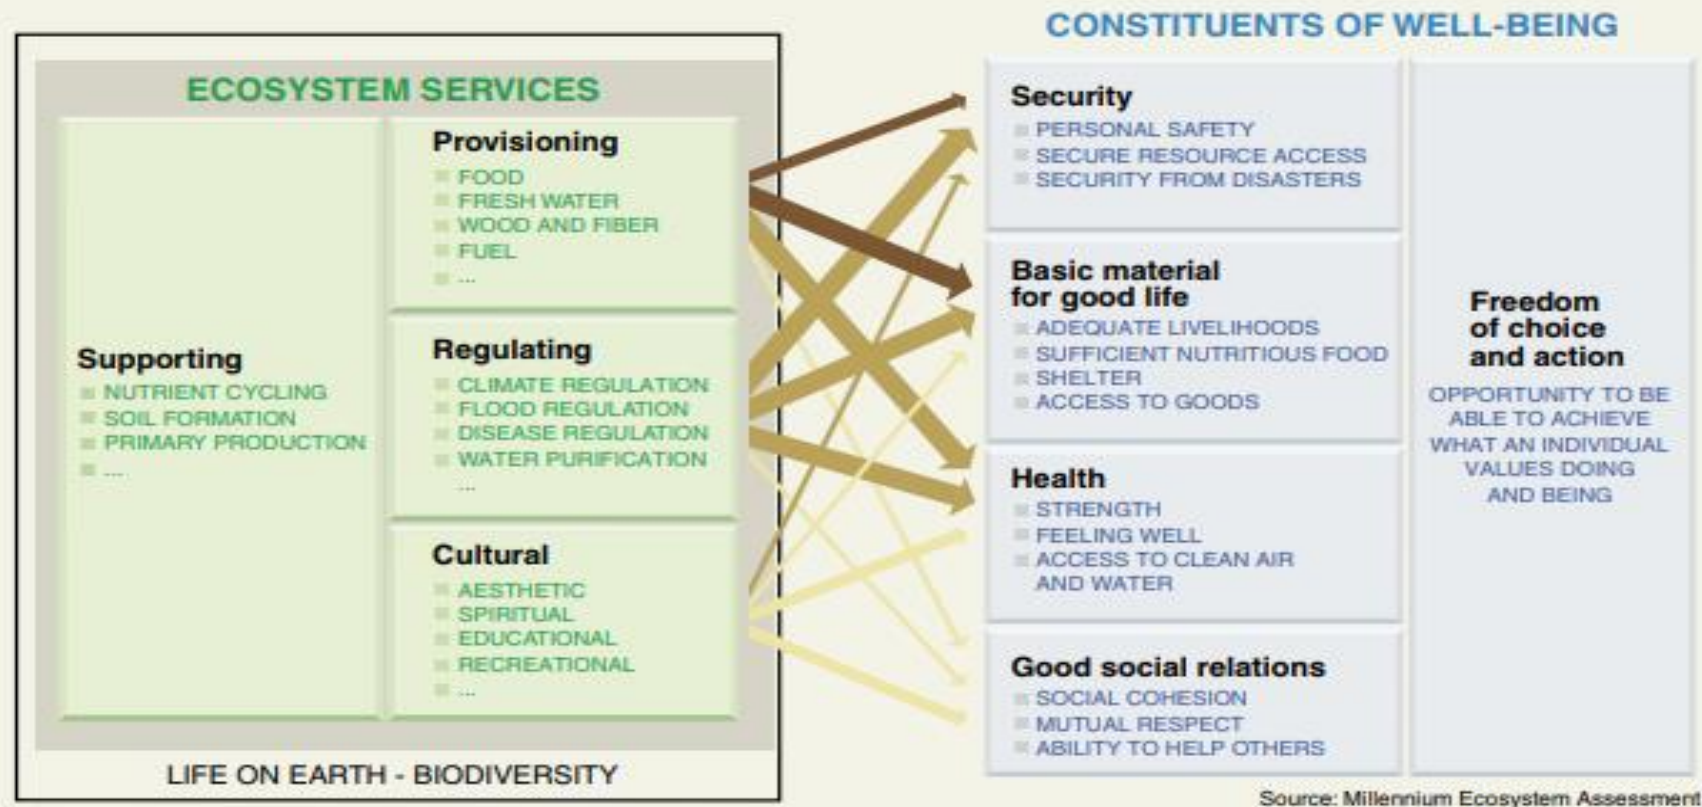 CONSTITUENTS OF WELL-BEING
ECOSYSTEM SERVICES
Supporting
NUTRIENT CYCLING
SOIL FORMATION
PRIMARY PRODUCTION
...
Provisioning
FOOD
FRESH WATER
WOOD AND FIBER
FUEL
...
Regulating
CLIMATE REGULATION
FLOOD REGULATION
DISEASE REGULATION
WATER PURIFICATION
...
Cultural
AESTHETIC
SPIRITUAL
EDUCATIONAL
RECREATIONAL
...
LIFE ON EARTH - BIODIVERSITY
Security
PERSONAL SAFETY
SECURE RESOURCE ACCESS
SECURITY FROM DISASTERS
Basic material
for good life
ADEQUATE LIVELIHOODS
SUFFICIENT NUTRITIOUS FOOD
SHELTER
ACCESS TO GOODS
Health
STRENGTH
FEELING WELL
ACCESS TO CLEAN AIR
AND WATER
Good social relations
SOCIAL COHESION
MUTUAL RESPECT
ABILITY TO HELP OTHERS
Freedom
of choice
and action
OPPORTUNITY TO BE
ABLE TO ACHIEVE
WHAT AN INDIVIDUAL
VALUES DOING
AND BEING
Source: Millennium Ecosystem Assessment